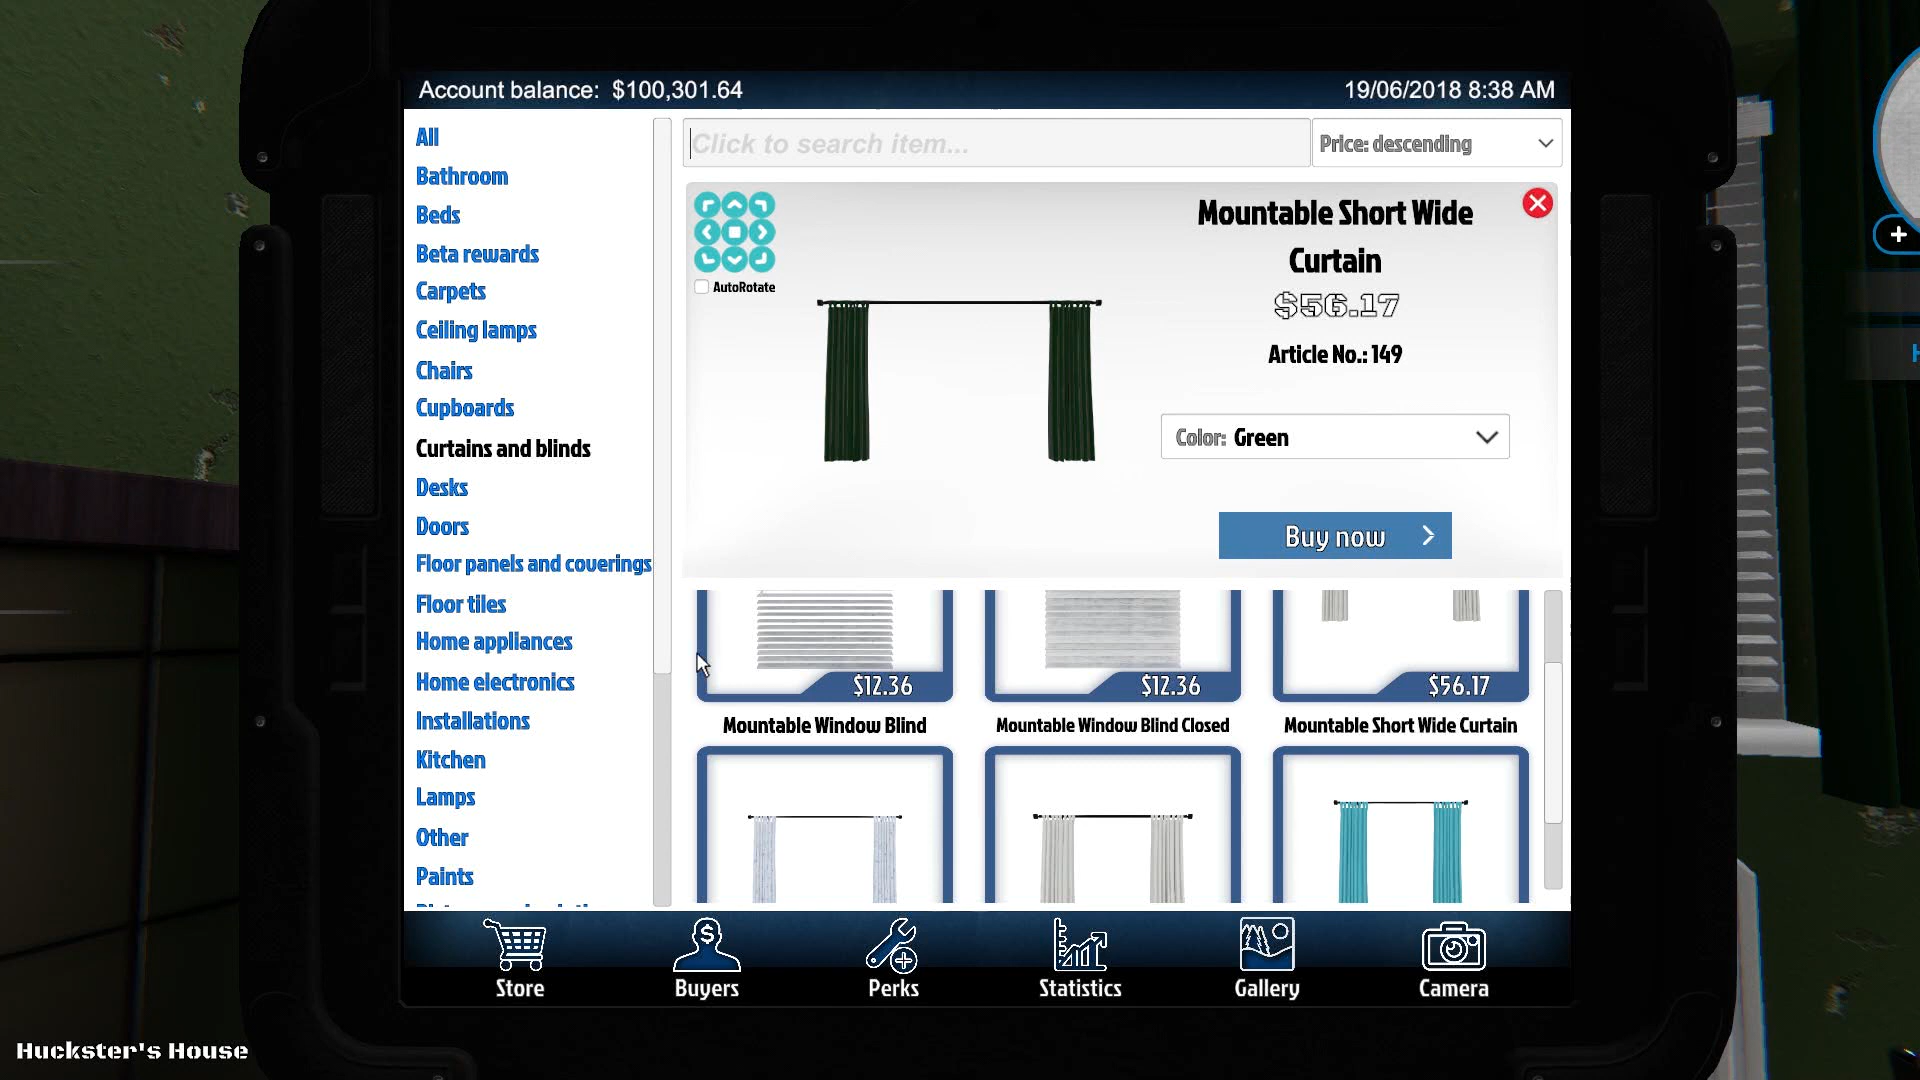 Account balance: $100,301.64
19/06/2018 8:38 AM
All
Bathroom
Beds
Beta rewards
Carpets
Ceiling lamps
Chairs
Cupboards
Curtains and blinds
Desks
Doors
Floor panels and coverings
Floor tiles
Home appliances
Home electronics
Installations
Kitchen
Lamps
Other
Paints
Click to search item...
Price: descending
AutoRotate
Mountable Short Wide
Curtain
$56.17
Article No.: 149
Color: Green
Buy now
$12.36
$12.36
$56.17
Mountable Window Blind
Mountable Window Blind Closed
Mountable Short Wide Curtain
Store
Buyers
Perks
Statistics
Gallery
Camera
Huckster's House